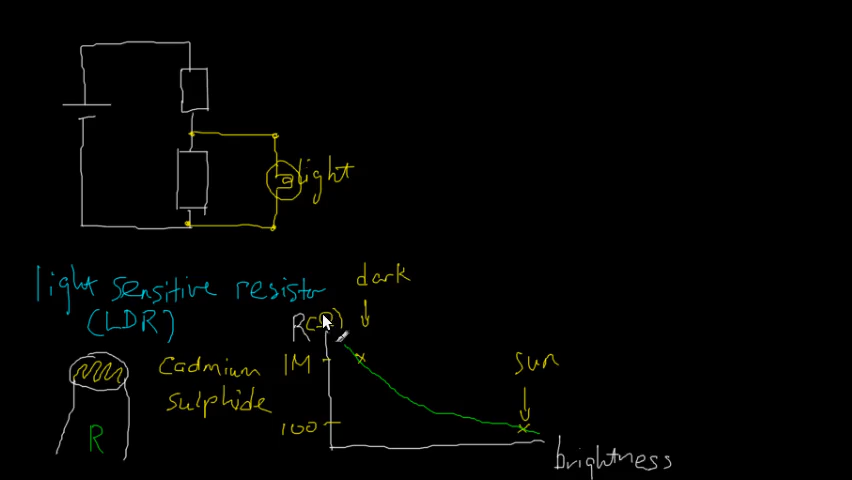 light
light sensitive resistor
(LDR)
dark
R(Ω)
Cadmium
sulphide
1M
sun
100
R
brightness